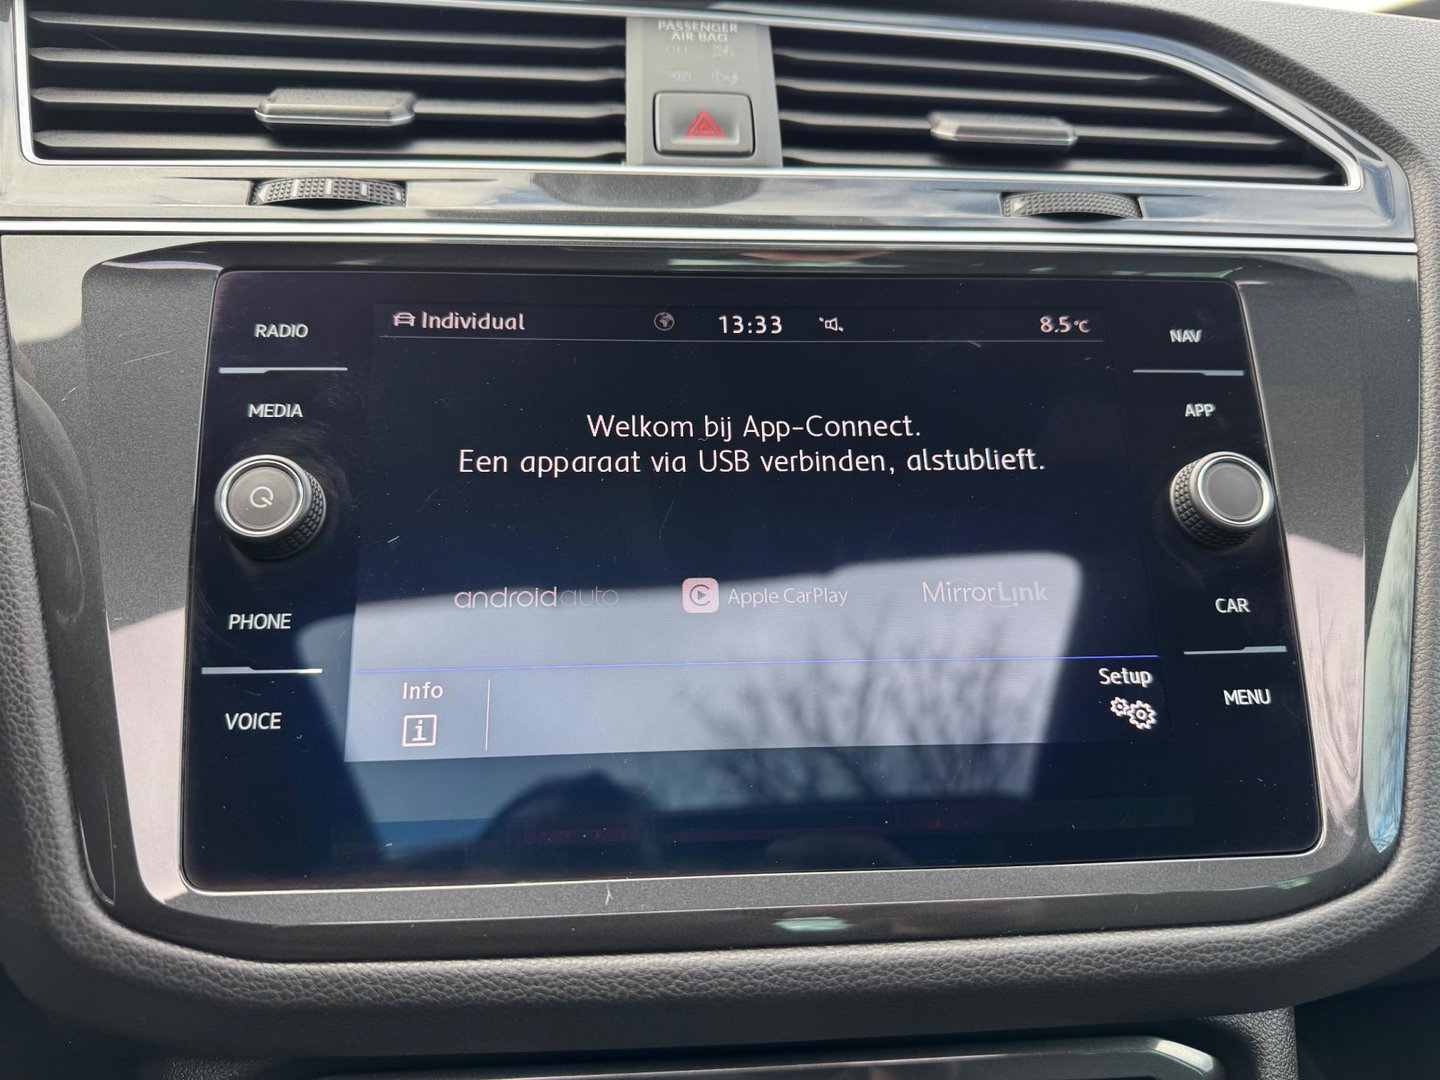 PASSENGER
AIR BAG
RADIO
Individual
13:33
8.5°C
NAV
MEDIA
APP
Welkom bij App-Connect.
Een apparaat via USB verbinden, alstublieft.
androidauto
Apple CarPlay
MirrorLink
PHONE
CAR
Info
Setup
VOICE
MENU